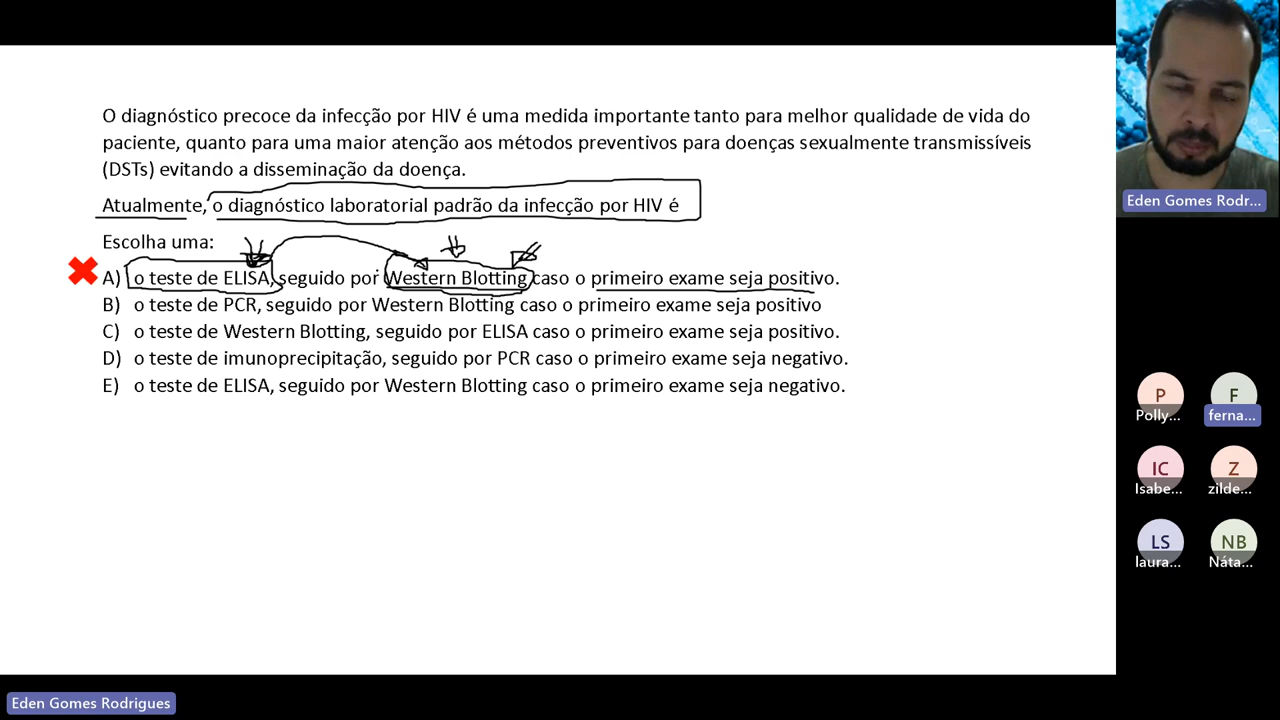 O diagnóstico precoce da infecção por HIV é uma medida importante tanto para melhor qualidade de vida do
paciente, quanto para uma maior atenção aos métodos preventivos para doenças sexualmente transmissíveis
(DSTs) evitando a disseminação da doença.
Atualmente, o diagnóstico laboratorial padrão da infecção por HIV é
Escolha uma:
A) o teste de ELISA, seguido por Western Blotting caso o primeiro exame seja positivo.
B) o teste de PCR, seguido por Western Blotting caso o primeiro exame seja positivo
C) o teste de Western Blotting, seguido por ELISA caso o primeiro exame seja positivo.
D) o teste de imunoprecipitação, seguido por PCR caso o primeiro exame seja negativo.
E) o teste de ELISA, seguido por Western Blotting caso o primeiro exame seja negativo.
Eden Gomes Rodr...
P
Polly...
F
ferna...
IC
Isabe...
Z
zilde...
LS
laura...
NB
Náta...
Eden Gomes Rodrigues